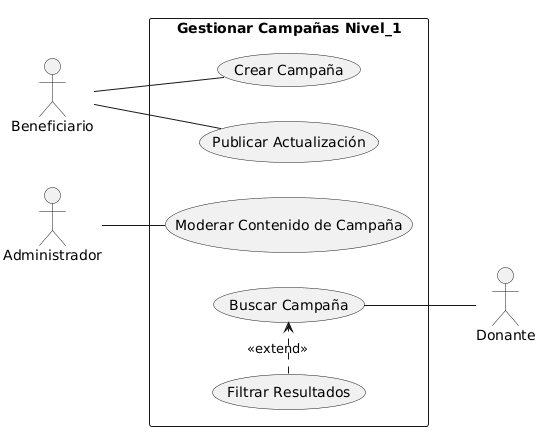 Gestionar Campañas Nivel_1
Crear Campaña
Beneficiario
Publicar Actualización
Moderar Contenido de Campaña
Administrador
Buscar Campaña
Donante
«extend»
Filtrar Resultados